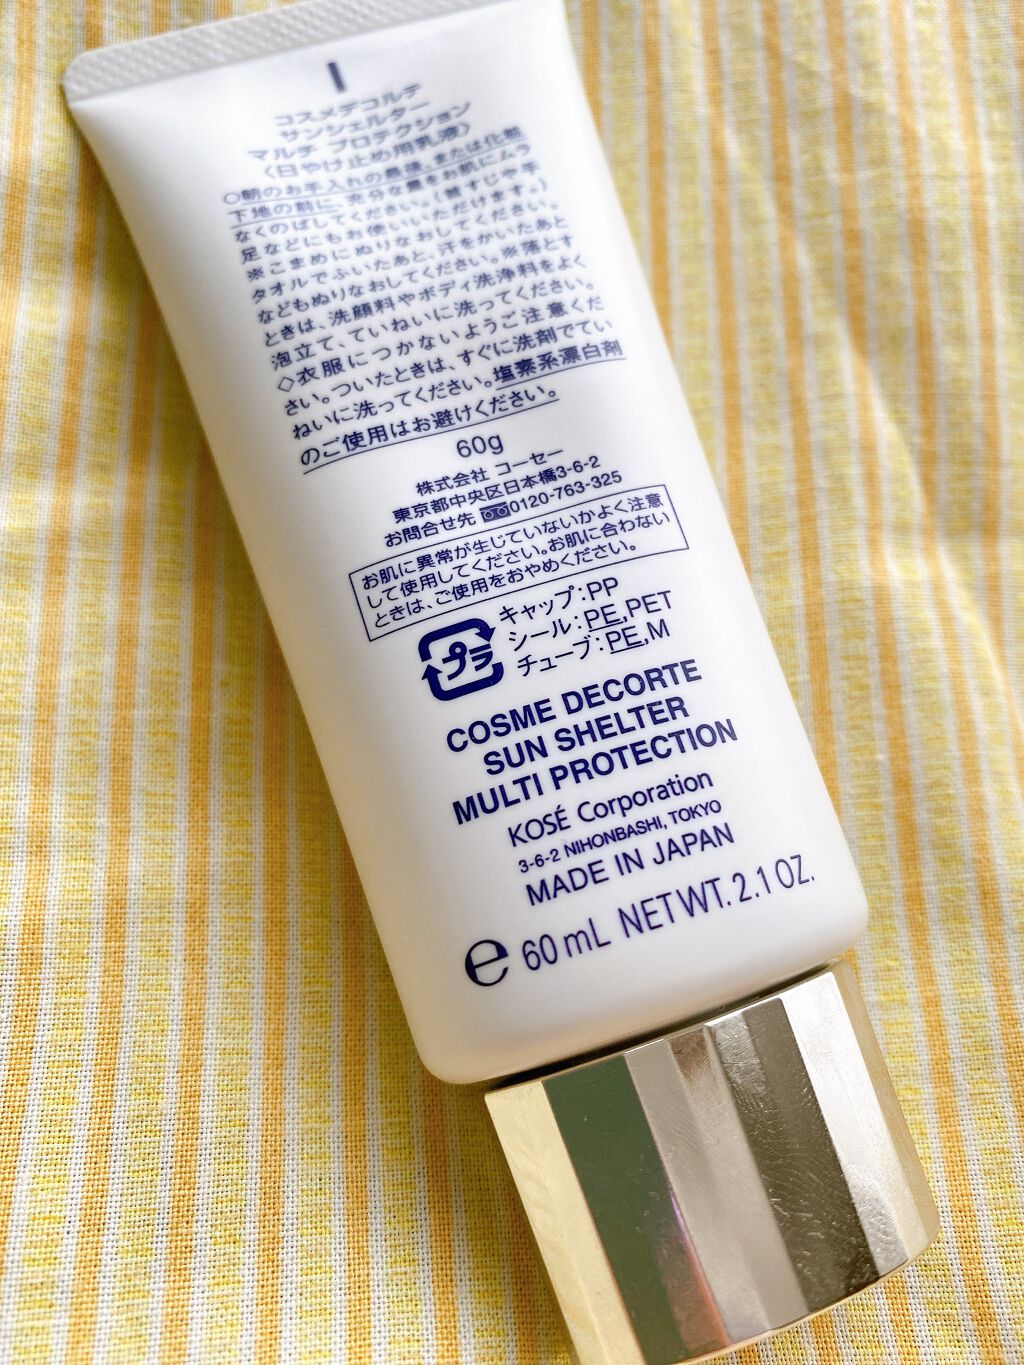 コスメデコルテ
サンシェルター
マルチ プロテクション
〈日やけ止め用乳液〉
○朝のお手入れの最後、または化粧
下地の前に、充分な量をお肌にムラ
なくのばしてください。(首すじや手
足などにもお使いいただけます。)
※こまめにぬりなおしてください。
タオルでふいたあと、汗をかいたあと
などもぬりなおしてください。※落とす
ときは、洗顔料やボディ洗浄料をよく
泡立て、ていねいに洗ってください。
◇衣服につかないようご注意くだ
さい。ついたときは、すぐに洗剤でてい
ねいに洗ってください。塩素系漂白剤
のご使用はお避けください。
60g
株式会社 コーセー
東京都中央区日本橋3-6-2
お問合せ先 0120-763-325
お肌に異常が生じていないかよく注意
して使用してください。お肌に合わない
ときは、ご使用をおやめください。
プラ
キャップ:PP
シール:PE,PET
チューブ:PE,M
COSME DECORTE
SUN SHELTER
MULTI PROTECTION
KOSÉ Corporation
3-6-2 NIHONBASHI, TOKYO
MADE IN JAPAN
℮ 60 mL NET WT. 2.1 OZ.